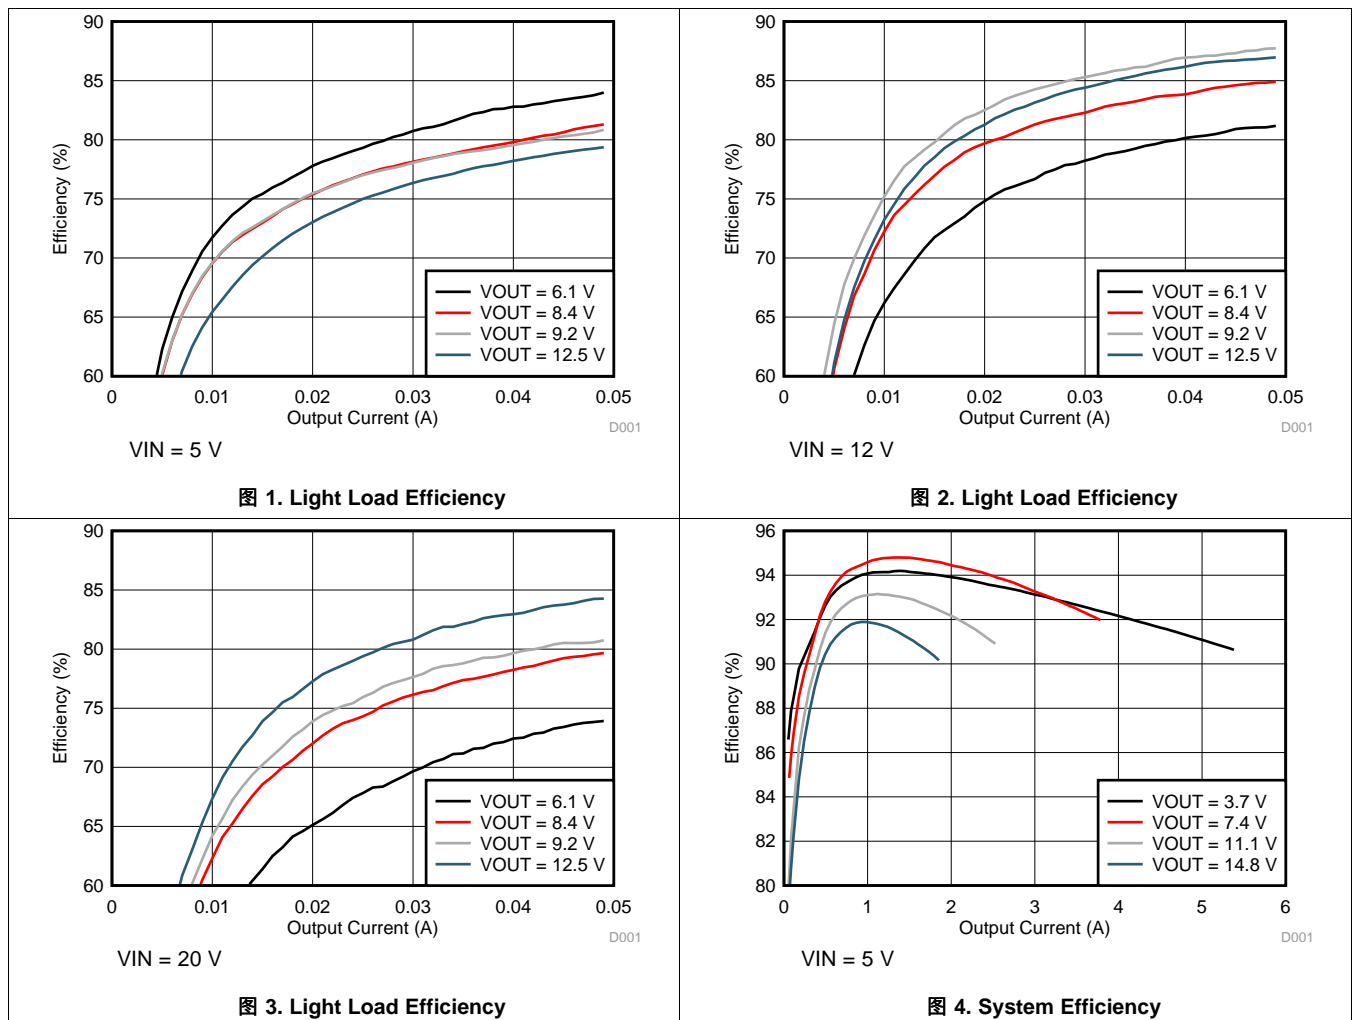 90
85
80
75
70
65
60
Efficiency (%)
VOUT = 6.1 V
VOUT = 8.4 V
VOUT = 9.2 V
VOUT = 12.5 V
0 0.01 0.02 0.03 0.04 0.05
Output Current (A)
D001
VIN = 5 V
图 1. Light Load Efficiency
90
85
80
75
70
65
60
Efficiency (%)
VOUT = 6.1 V
VOUT = 8.4 V
VOUT = 9.2 V
VOUT = 12.5 V
0 0.01 0.02 0.03 0.04 0.05
Output Current (A)
D001
VIN = 12 V
图 2. Light Load Efficiency
90
85
80
75
70
65
60
Efficiency (%)
VOUT = 6.1 V
VOUT = 8.4 V
VOUT = 9.2 V
VOUT = 12.5 V
0 0.01 0.02 0.03 0.04 0.05
Output Current (A)
D001
VIN = 20 V
图 3. Light Load Efficiency
96
94
92
90
88
86
84
82
80
Efficiency (%)
VOUT = 3.7 V
VOUT = 7.4 V
VOUT = 11.1 V
VOUT = 14.8 V
0 1 2 3 4 5 6
Output Current (A)
D001
VIN = 5 V
图 4. System Efficiency